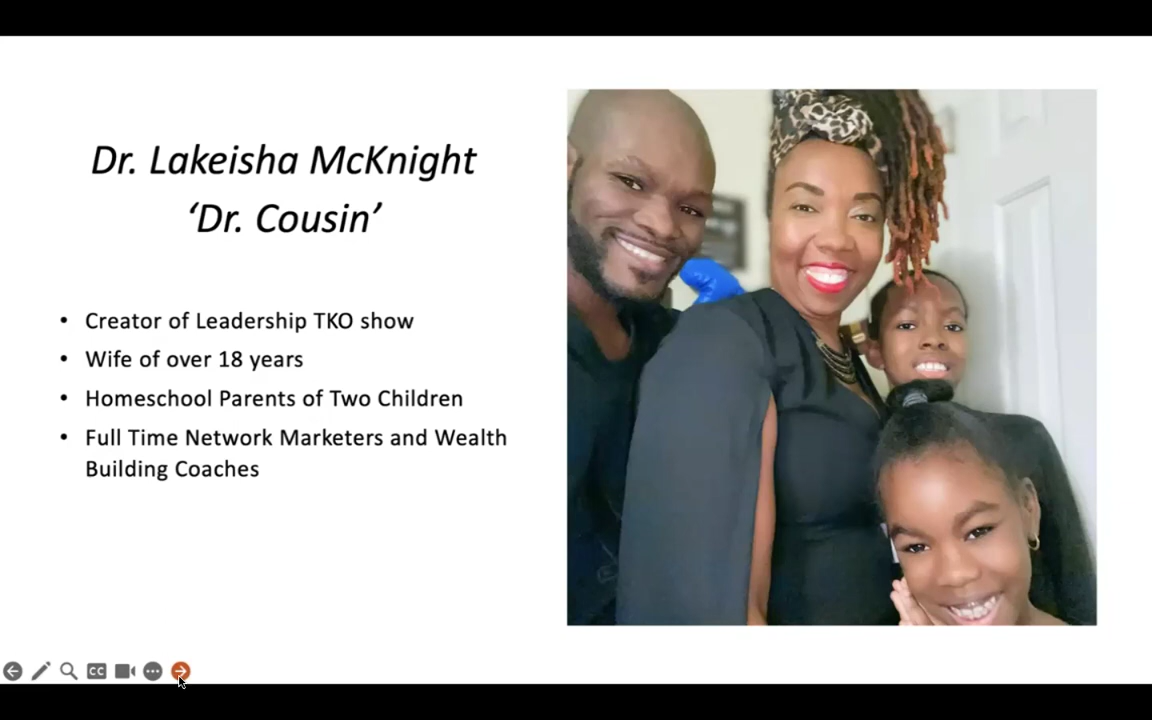 Dr. Lakeisha McKnight
‘Dr. Cousin’
• Creator of Leadership TKO show
• Wife of over 18 years
• Homeschool Parents of Two Children
• Full Time Network Marketers and Wealth
Building Coaches
CC